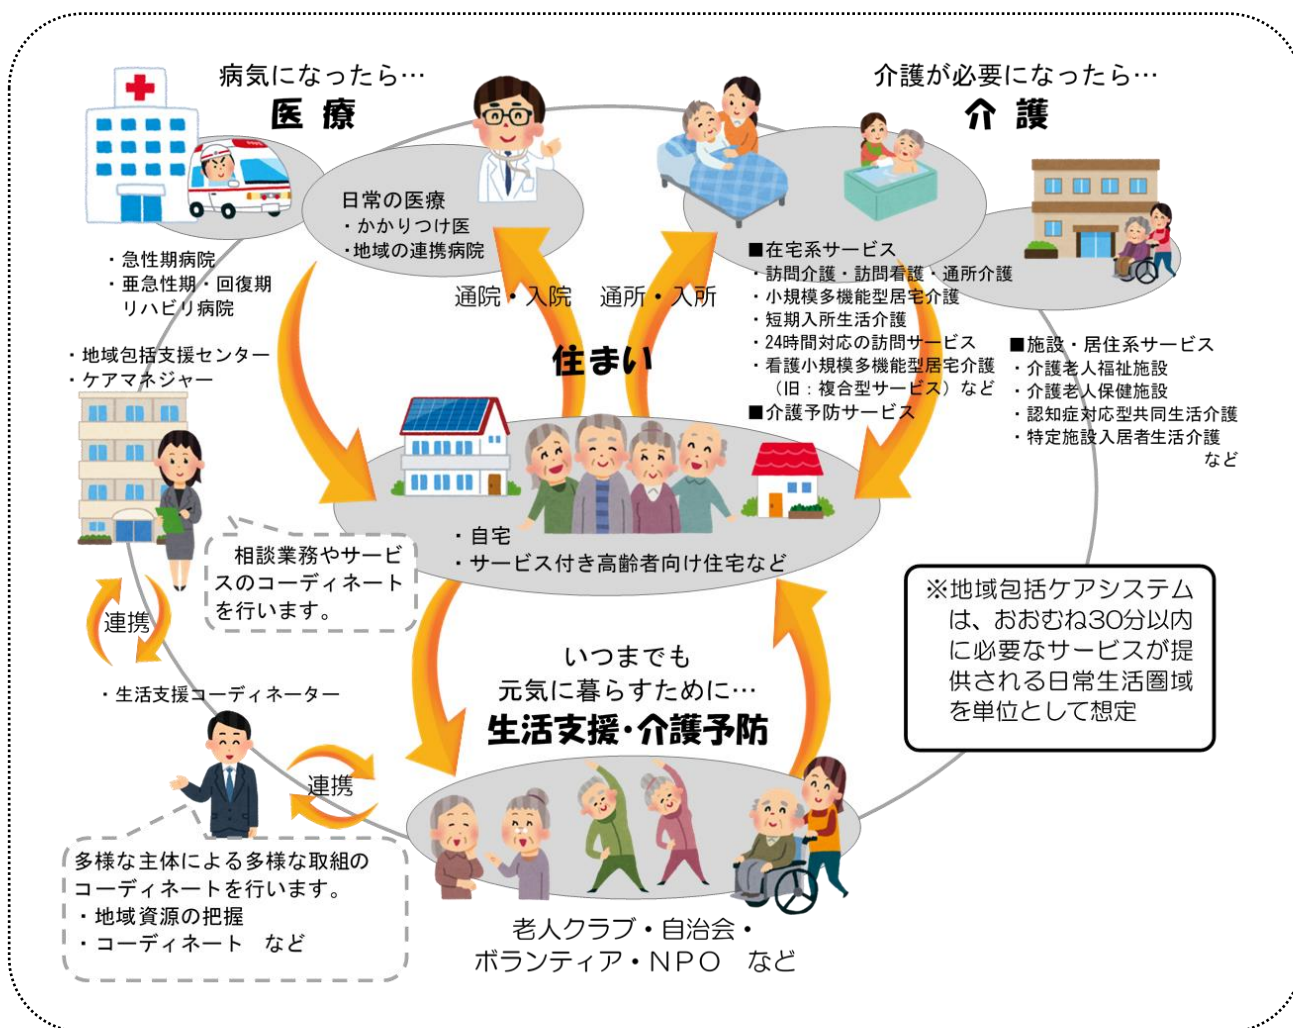 病気になったら…
医療
介護が必要になったら…
介護
日常の医療
・かかりつけ医
・地域の連携病院
・急性期病院
・亜急性期・回復期
リハビリ病院
通院・入院
通所・入所
■在宅系サービス
・訪問介護・訪問看護・通所介護
・小規模多機能型居宅介護
・短期入所生活介護
・24時間対応の訪問サービス
・看護小規模多機能型居宅介護
（旧：複合型サービス）など
■介護予防サービス
■施設・居住系サービス
・介護老人福祉施設
・介護老人保健施設
・認知症対応型共同生活介護
・特定施設入居者生活介護
など
・地域包括支援センター
・ケアマネジャー
住まい
・自宅
・サービス付き高齢者向け住宅など
相談業務やサービ
スのコーディネート
を行います。
連携
・生活支援コーディネーター
連携
いつまでも
元気に暮らすために…
生活支援・介護予防
※地域包括ケアシステム
は、おおむね30分以内
に必要なサービスが提
供される日常生活圏域
を単位として想定
多様な主体による多様な取組の
コーディネートを行います。
・地域資源の把握
・コーディネート　など
老人クラブ・自治会・
ボランティア・ＮＰＯ　など